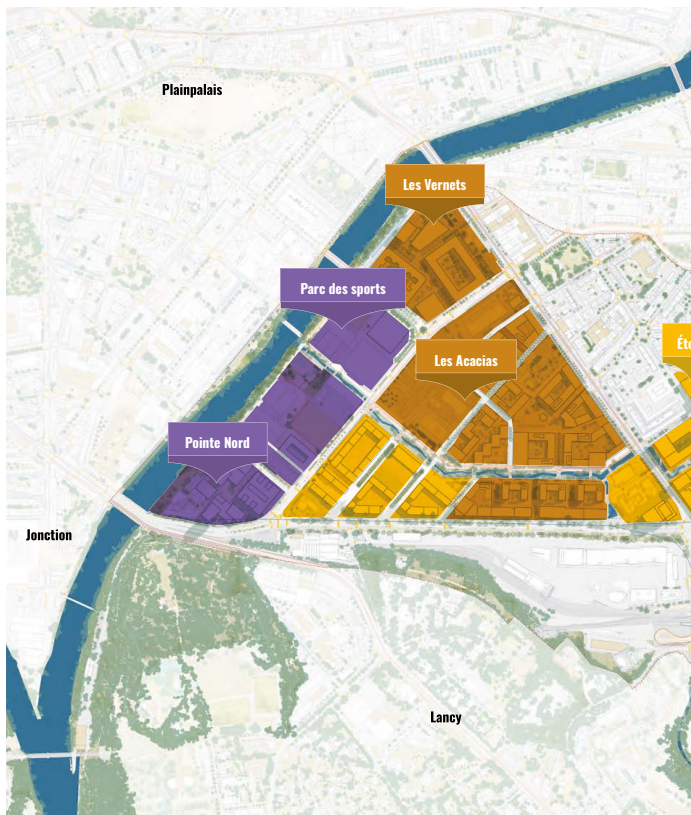 Plainpalais
Les Vernets
Parc des sports
Les Acacias
Pointe Nord
Jonction
Lancy